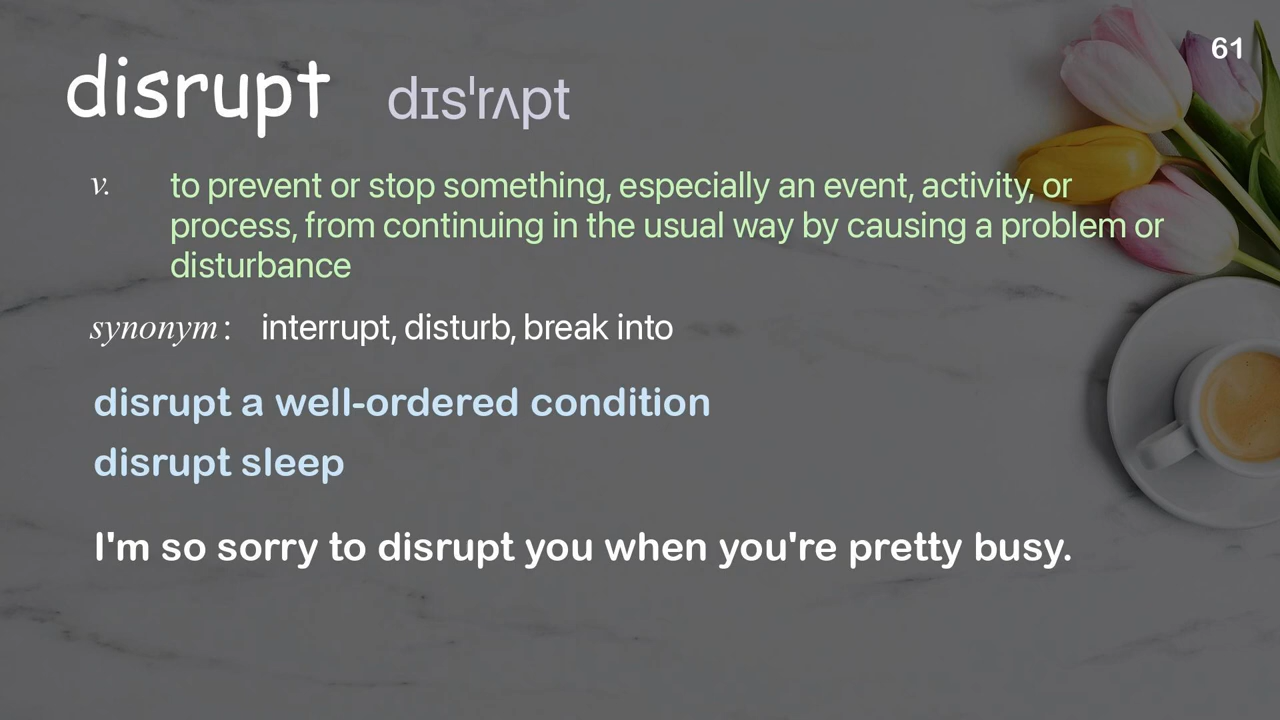 61
disrupt dɪsˈrʌpt
v. to prevent or stop something, especially an event, activity, or
process, from continuing in the usual way by causing a problem or
disturbance
synonym : interrupt, disturb, break into
disrupt a well-ordered condition
disrupt sleep
I'm so sorry to disrupt you when you're pretty busy.